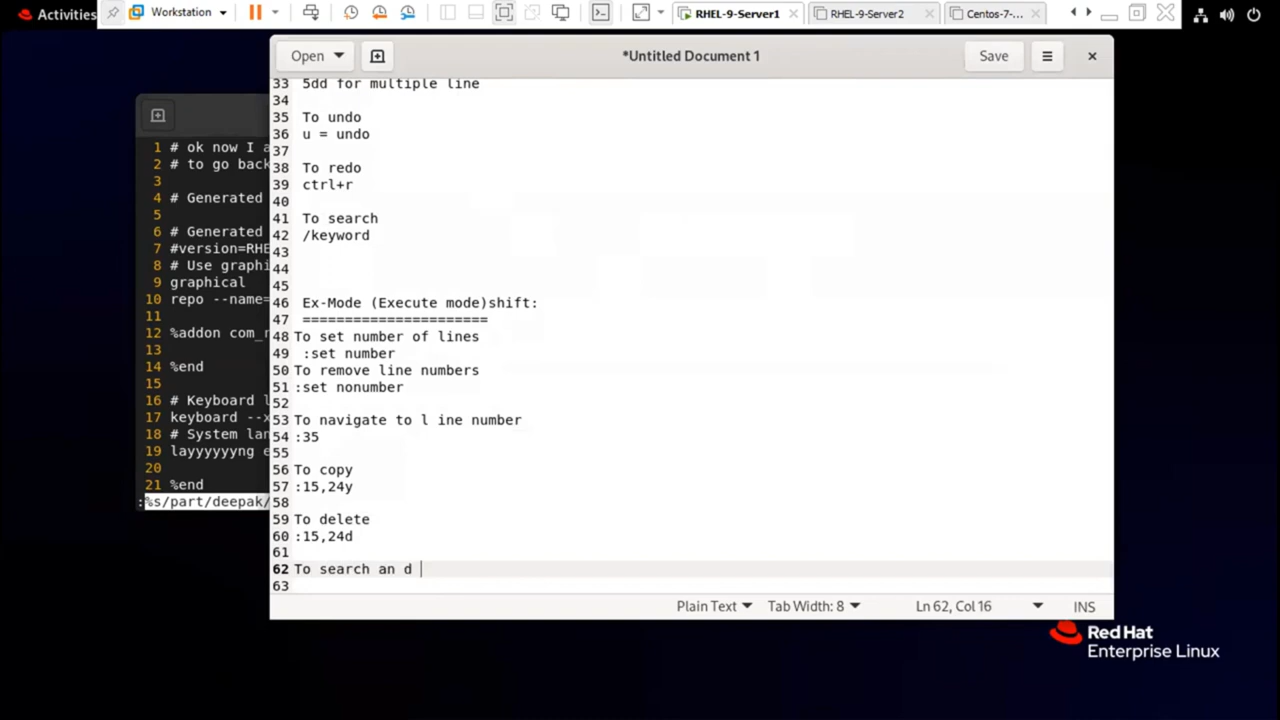 Activities
Workstation
RHEL-9-Server1
RHEL-9-Server2
Centos-7-...
Open
*Untitled Document 1
Save
1 # ok now I a
2 # to go back
3
4 # Generated
5
6 # Generated
7 #version=RHE
8 # Use graphi
9 graphical
10 repo --name=
11
12 %addon com_r
13
14 %end
15
16 # Keyboard l
17 keyboard --x
18 # System lan
19 layyyyyyng e
20
21 %end
:%s/part/deepak/
33 5dd for multiple line
34
35 To undo
36 u = undo
37
38 To redo
39 ctrl+r
40
41 To search
42 /keyword
43
44
45
46 Ex-Mode (Execute mode)shift:
47 ======================
48 To set number of lines
49 :set number
50 To remove line numbers
51 :set nonumber
52
53 To navigate to l ine number
54 :35
55
56 To copy
57 :15,24y
58
59 To delete
60 :15,24d
61
62 To search an d
63
Plain Text
Tab Width: 8
Ln 62, Col 16
INS
Red Hat
Enterprise Linux